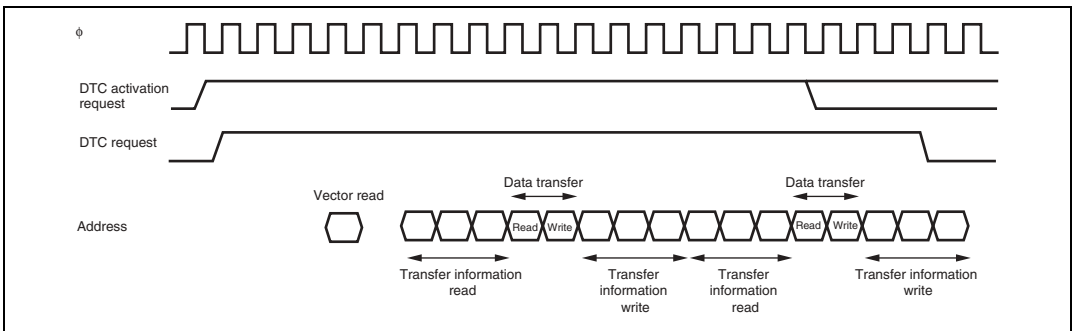 ϕ
DTC activation
request
DTC request
Data transfer
Data transfer
Vector read
Address
Read Write
Read Write
Transfer information
read
Transfer
information
write
Transfer
information
read
Transfer information
write